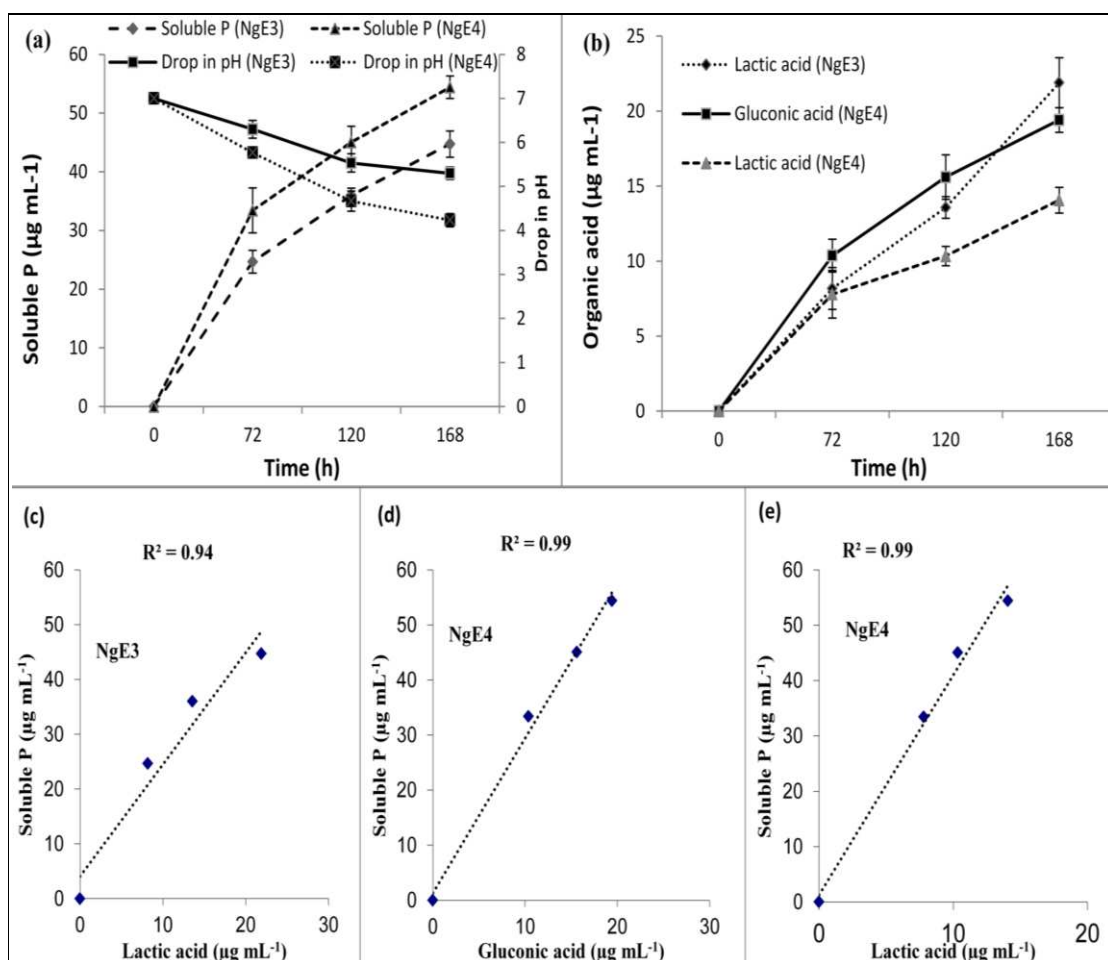 (a)
Soluble P (NgE3)
Soluble P (NgE4)
Drop in pH (NgE3)
Drop in pH (NgE4)
60
50
40
30
20
10
0
Soluble P (µg mL-1)
8
7
6
5
4
3
2
1
0
Drop in pH
0 72 120 168
Time (h)
(b)
Lactic acid (NgE3)
Gluconic acid (NgE4)
Lactic acid (NgE4)
25
20
15
10
5
0
Organic acid (µg mL-1)
0 72 120 168
Time (h)
(c)
R² = 0.94
NgE3
60
50
40
30
20
10
0
Soluble P (µg mL⁻¹)
0 10 20 30
Lactic acid (µg mL⁻¹)
(d)
R² = 0.99
NgE4
60
50
40
30
20
10
0
Soluble P (µg mL⁻¹)
0 10 20 30
Gluconic acid (µg mL⁻¹)
(e)
R² = 0.99
NgE4
60
50
40
30
20
10
0
Soluble P (µg mL⁻¹)
0 10 20
Lactic acid (µg mL⁻¹)